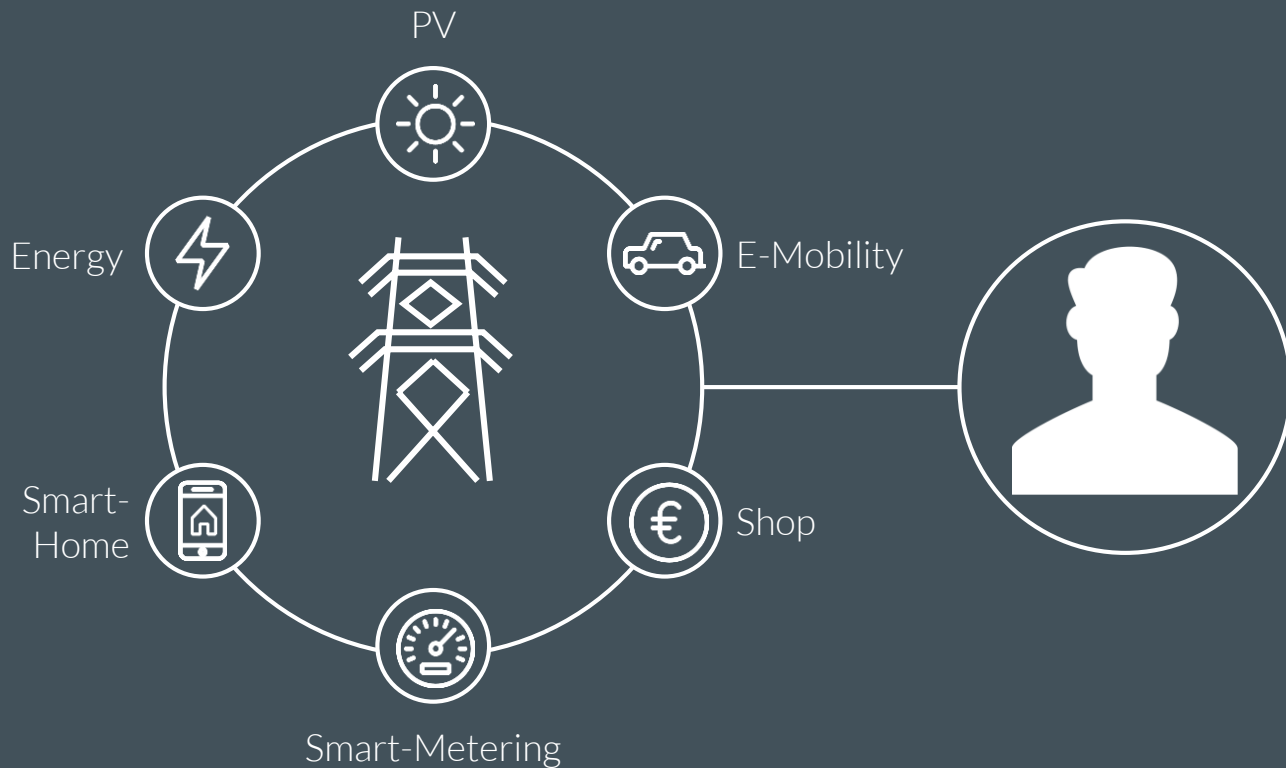 PV
Energy
E-Mobility
Smart-
Home
€
Shop
Smart-Metering